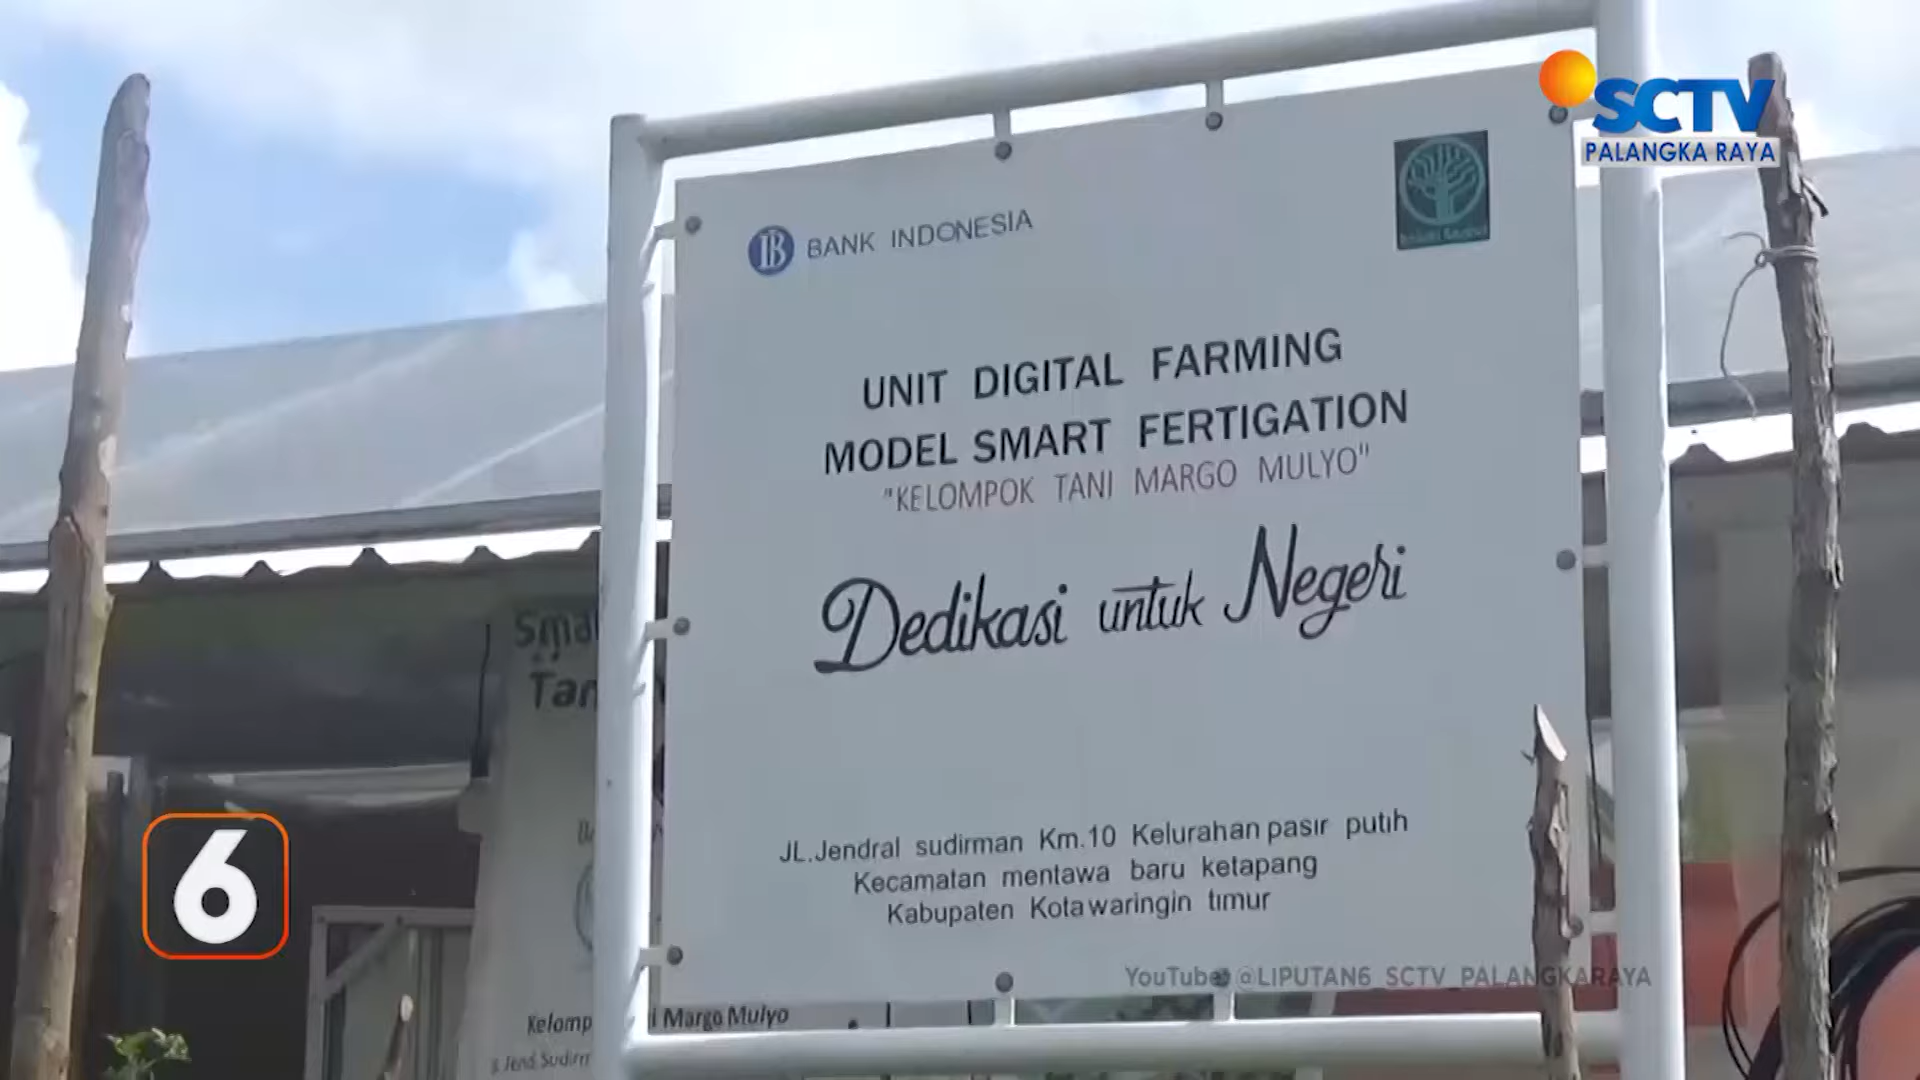 SCTV
PALANGKA RAYA
BANK INDONESIA
UNIT DIGITAL FARMING
MODEL SMART FERTIGATION
"KELOMPOK TANI MARGO MULYO"
Dedikasi untuk Negeri
JL.Jendral sudirman Km.10 Kelurahan pasir putih
Kecamatan mentawa baru ketapang
Kabupaten Kotawaringin timur
YouTube @LIPUTAN6_SCTV_PALANGKARAYA
6
Margo Mulyo